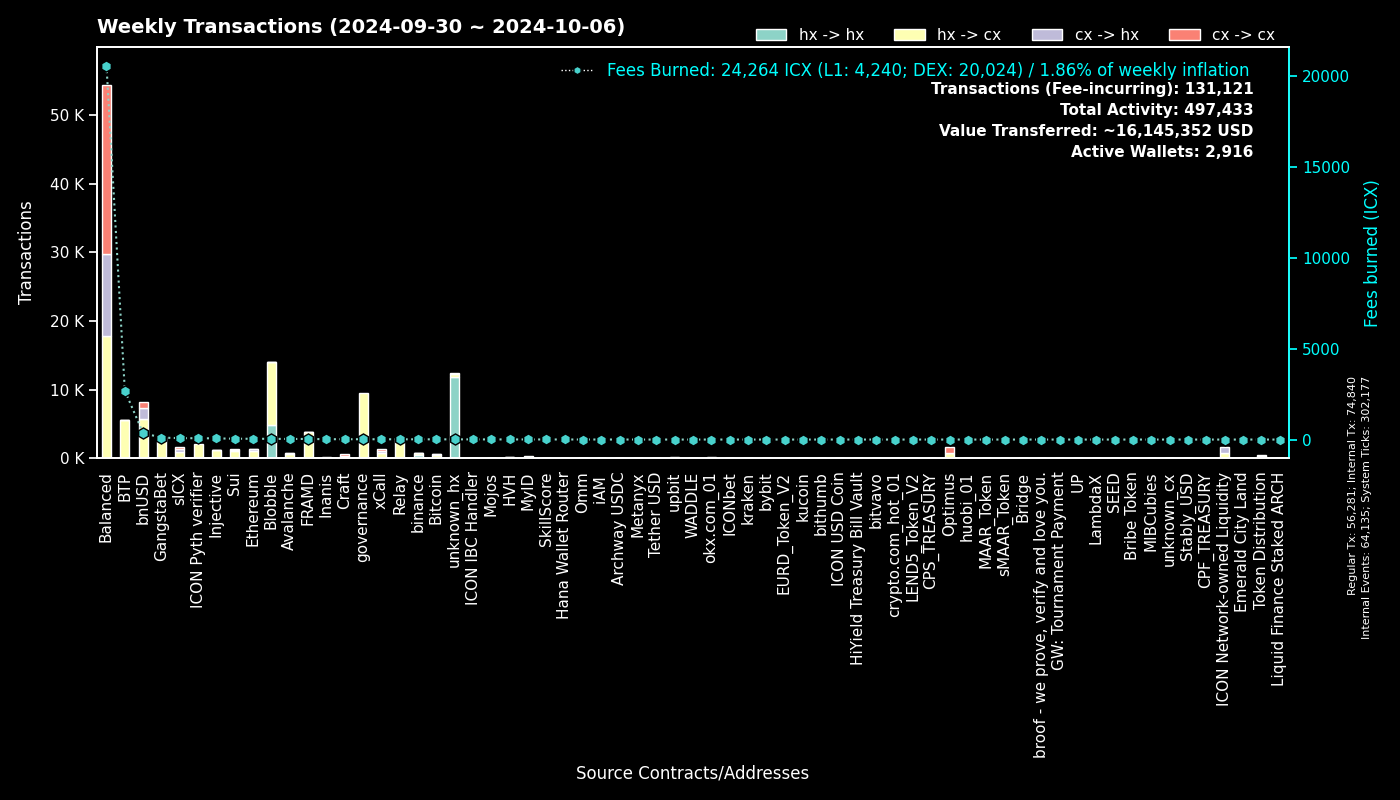 Weekly Transactions (2024-09-30 ~ 2024-10-06)
hx -> hx
hx -> cx
cx -> hx
cx -> cx
Fees Burned: 24,264 ICX (L1: 4,240; DEX: 20,024) / 1.86% of weekly inflation
Transactions (Fee-incurring): 131,121
Total Activity: 497,433
Value Transferred: ~16,145,352 USD
Active Wallets: 2,916
Transactions
50 K
40 K
30 K
20 K
10 K
0 K
20000
15000
10000
5000
0
Fees burned (ICX)
Regular Tx: 56,281; Internal Tx: 74,840
Internal Events: 64,135; System Ticks: 302,177
Balanced
BTP
bnUSD
GangstaBet
sICX
ICON Pyth verifier
Injective
Sui
Ethereum
Blobble
Avalanche
FRAMD
Inanis
Craft
governance
xCall
Relay
binance
Bitcoin
unknown_hx
ICON IBC Handler
Mojos
HVH
MyID
SkillScore
Hana Wallet Router
Omm
iAM
Archway USDC
Metanyx
Tether USD
upbit
WADDLE
okx.com_01
ICONbet
kraken
bybit
EURD_Token_V2
kucoin
bithumb
ICON USD Coin
HiYield Treasury Bill Vault
bitvavo
crypto.com_hot_01
LEND5_Token_V2
CPS_TREASURY
Optimus
huobi_01
MAAR_Token
sMAAR_Token
Bridge
broof - we prove, verify and love you.
GW: Tournament Payment
UP
LambdaX
SEED
Bribe Token
MIBCubies
unknown_cx
Stably_USD
CPF_TREASURY
ICON Network-owned Liquidity
Emerald City Land
Token Distribution
Liquid Finance Staked ARCH
Source Contracts/Addresses